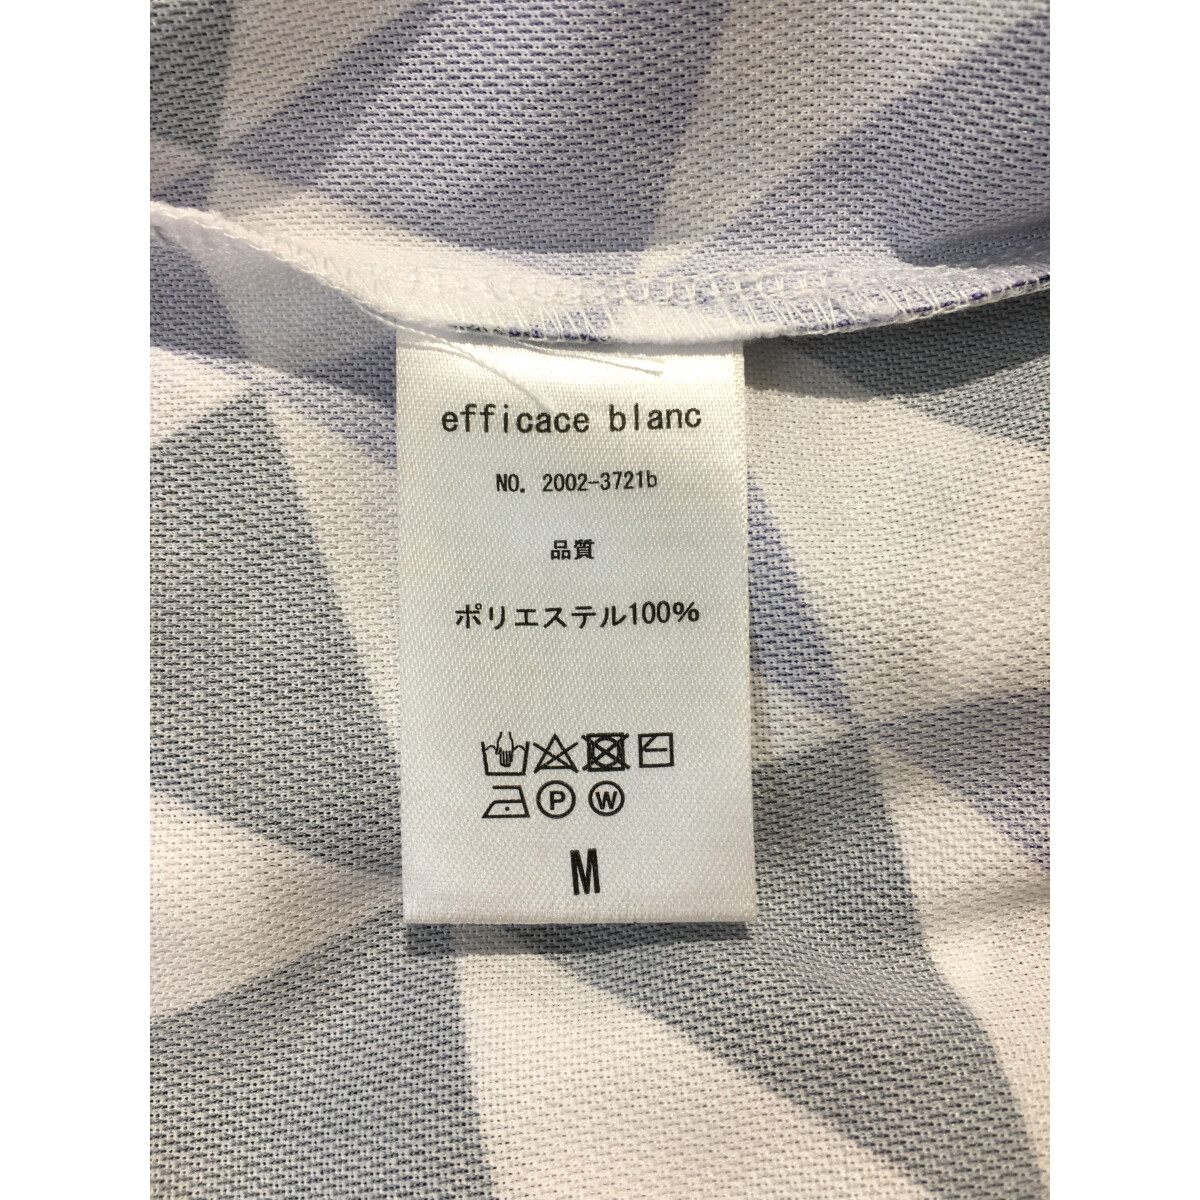 efficace blanc
NO. 2002-3721b
品質
ポリエステル100%
P W
M